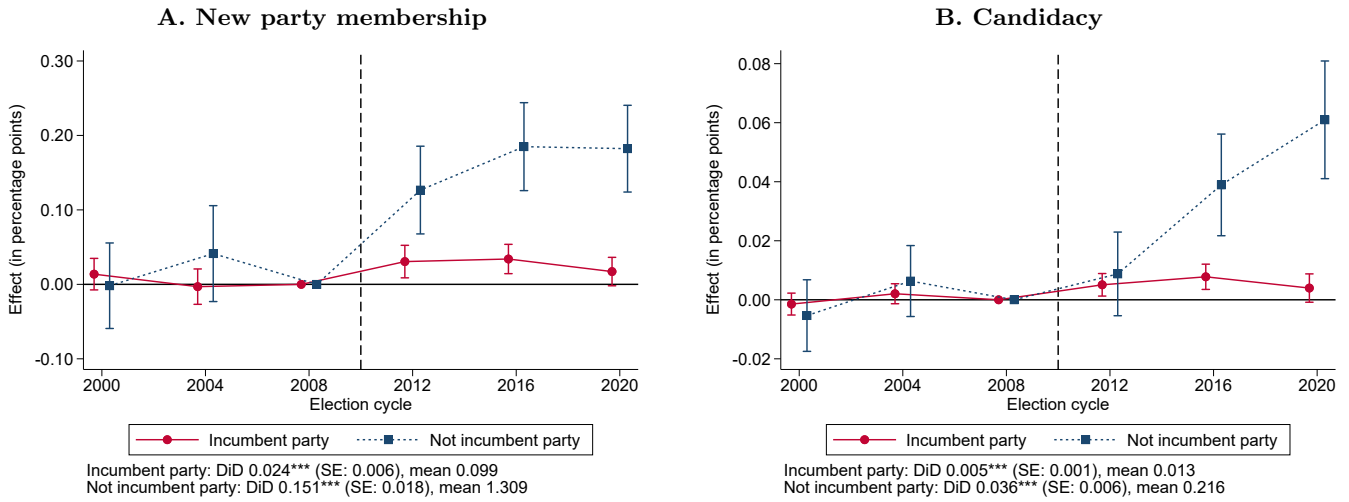 A. New party membership
Effect (in percentage points)
0.30
0.20
0.10
0.00
-0.10
2000 2004 2008 2012 2016 2020
Election cycle
Incumbent party Not incumbent party
Incumbent party: DiD 0.024*** (SE: 0.006), mean 0.099
Not incumbent party: DiD 0.151*** (SE: 0.018), mean 1.309
B. Candidacy
Effect (in percentage points)
0.08
0.06
0.04
0.02
0.00
-0.02
2000 2004 2008 2012 2016 2020
Election cycle
Incumbent party Not incumbent party
Incumbent party: DiD 0.005*** (SE: 0.001), mean 0.013
Not incumbent party: DiD 0.036*** (SE: 0.006), mean 0.216